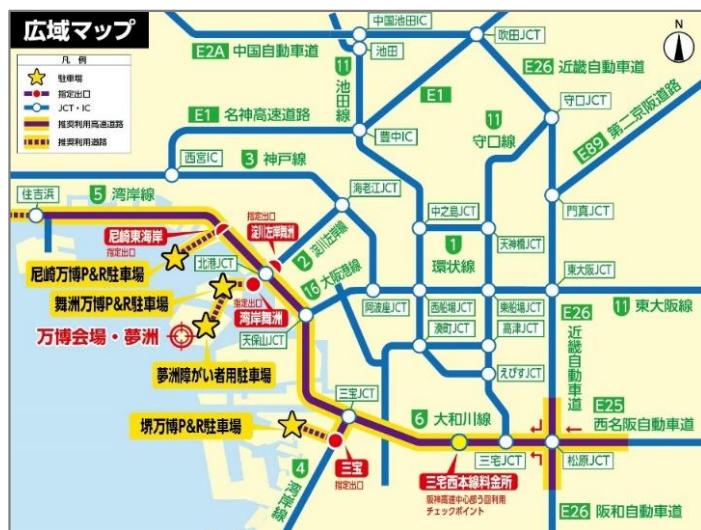 広域マップ
凡例
駐車場
指定出口
JCT・IC
推奨利用高速道路
推奨利用道路
N
中国池田IC
E2A 中国自動車道
池田
吹田JCT
E26 近畿自動車道
11 池田線
E1
E1 名神高速道路
豊中IC
11 守口線
守口JCT
E89 第二京阪道路
西宮IC
3 神戸線
住吉浜
5 湾岸線
海老江JCT
指定出口
淀川左岸舞洲
2 淀川左岸線
中之島JCT
門真JCT
尼崎東海岸
指定出口
北港JCT
1 環状線
天神橋JCT
尼崎万博P&R駐車場
16 大阪港線
舞洲万博P&R駐車場
指定出口
湾岸舞洲
阿波座JCT
西船場JCT
東船場JCT
東大阪JCT
11 東大阪線
万博会場・夢洲
天保山JCT
湊町JCT
高津JCT
E26 近畿自動車道
夢洲障がい者用駐車場
えびすJCT
三宝JCT
6 大和川線
E25
西名阪自動車道
堺万博P&R駐車場
三宝
指定出口
三宅西本線料金所
阪神高速中心部う回利用
チェックポイント
三宅JCT
松原JCT
4 湾岸線
E26 阪和自動車道